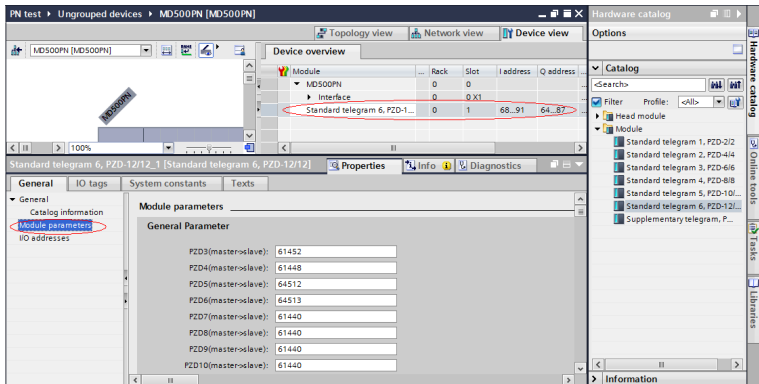 PN test ▸ Ungrouped devices ▸ MD500PN [MD500PN]
Topology view
Network view
Device view
MD500PN [MD500PN]
Device overview
Module ... Rack Slot I address Q address ...
MD500PN 0 0
Interface 0 0 X1
Standard telegram 6, PZD-1... 0 1 68...91 64...87
MD500PN
100%
Standard telegram 6, PZD-12/12_1 [Standard telegram 6, PZD-12/12]
Properties
Info
Diagnostics
General
IO tags
System constants
Texts
General
Catalog information
Module parameters
I/O addresses
Module parameters
General Parameter
PZD3(master->slave): 61452
PZD4(master->slave): 61448
PZD5(master->slave): 64512
PZD6(master->slave): 64513
PZD7(master->slave): 61440
PZD8(master->slave): 61440
PZD9(master->slave): 61440
PZD10(master->slave): 61440
Hardware catalog
Options
Catalog
<Search>
Filter Profile: <All>
Head module
Module
Standard telegram 1, PZD-2/2
Standard telegram 2, PZD-4/4
Standard telegram 3, PZD-6/6
Standard telegram 4, PZD-8/8
Standard telegram 5, PZD-10/...
Standard telegram 6, PZD-12/...
Supplementary telegram, P...
Information
Hardware catalog
Online tools
Tasks
Libraries